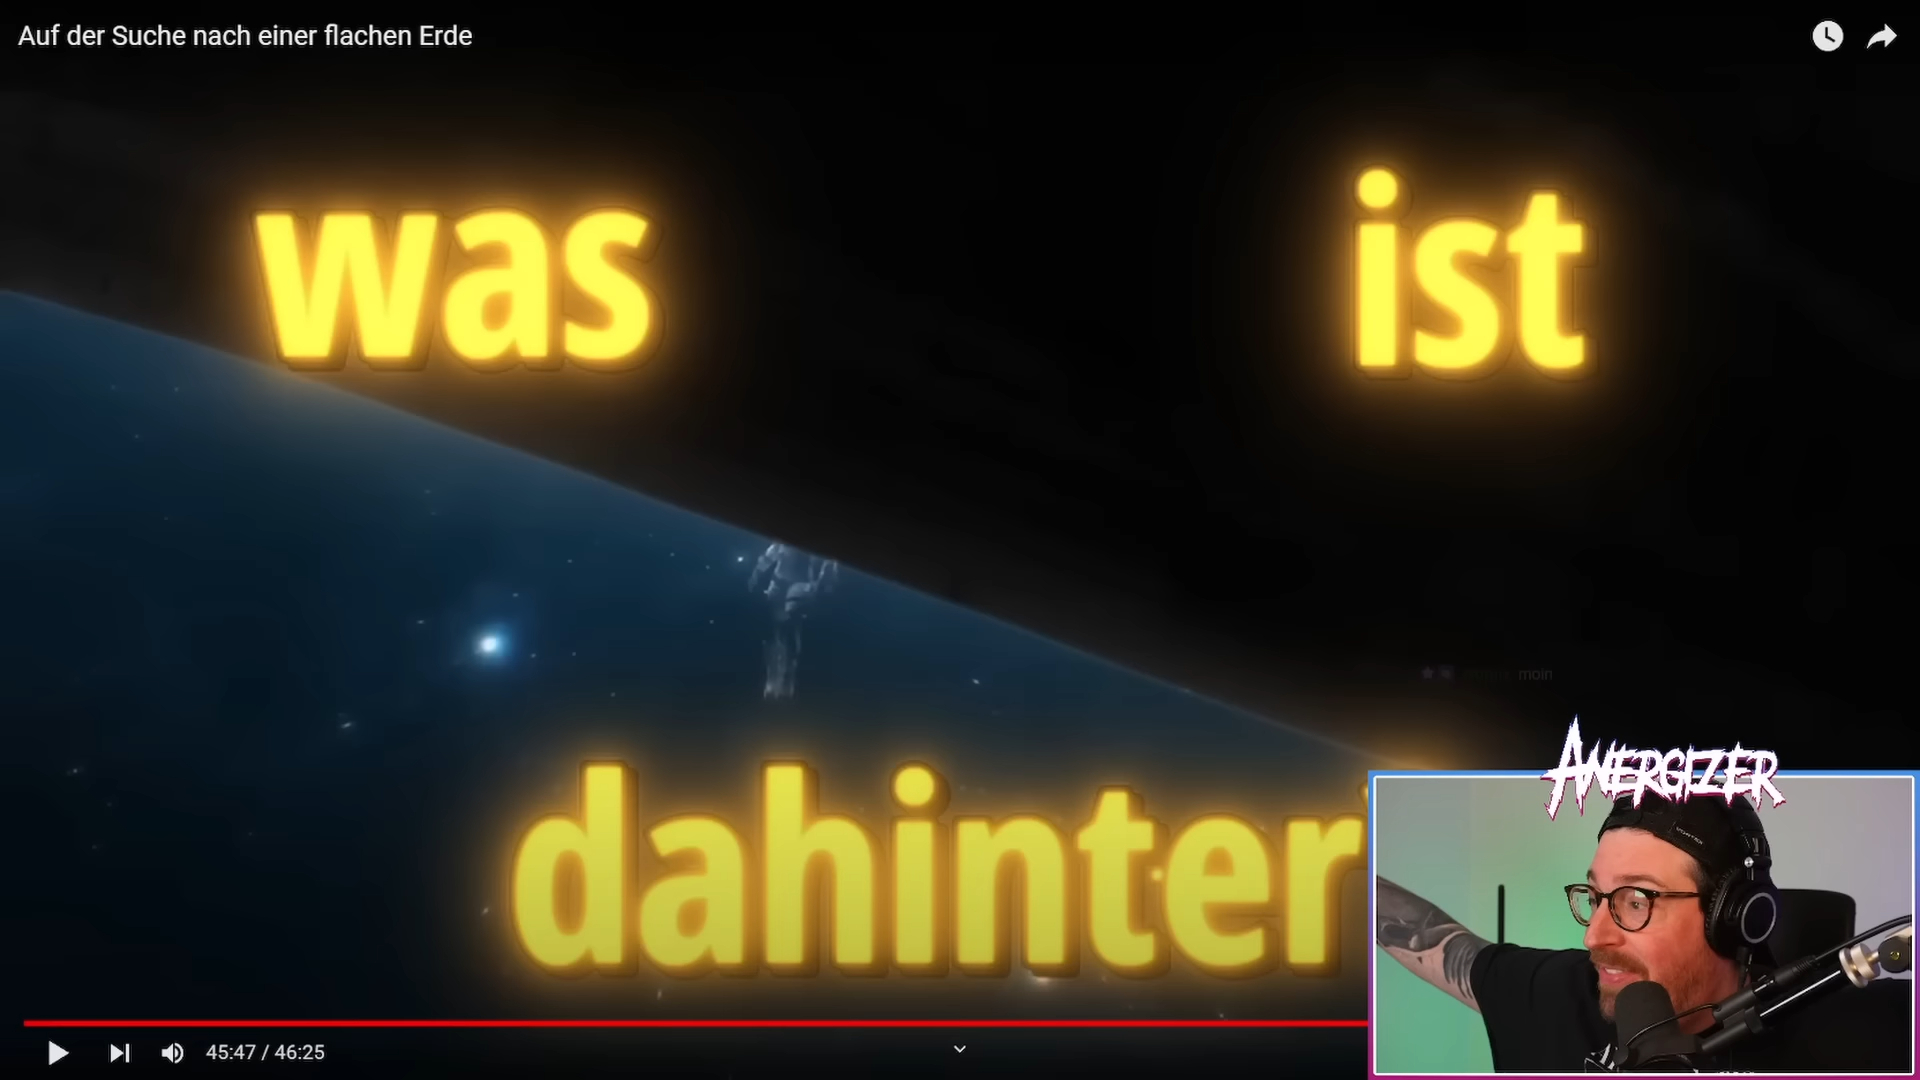 Auf der Suche nach einer flachen Erde
was ist
moin
ANERGIZER
dahinter
45:47 / 46:25